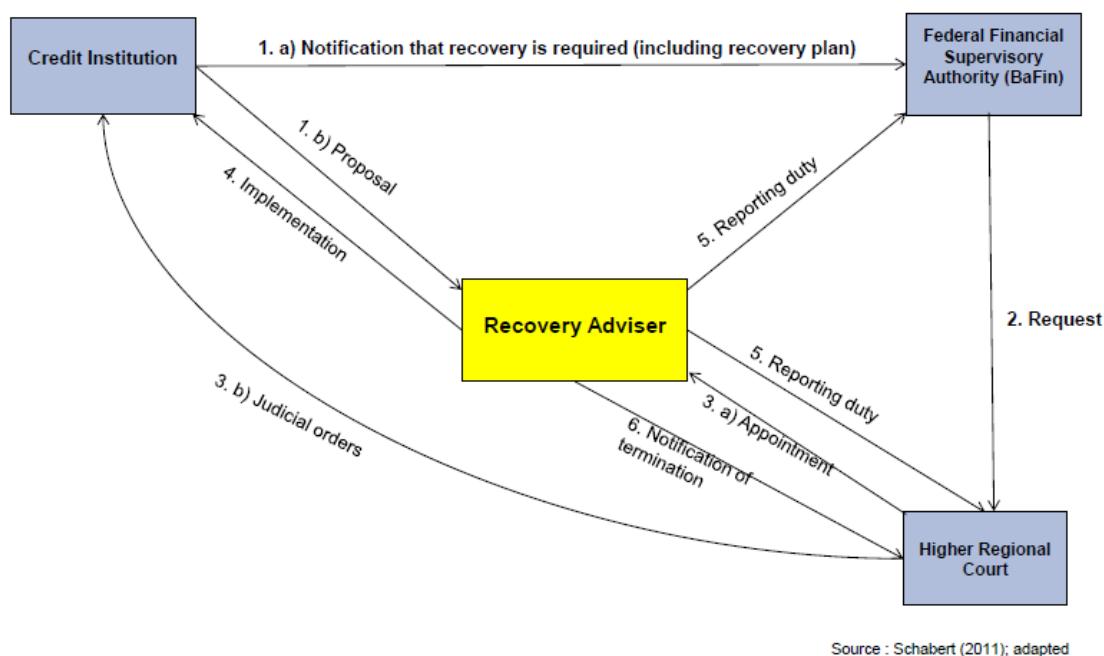 Credit Institution
1. a) Notification that recovery is required (including recovery plan)
Federal Financial
Supervisory
Authority (BaFin)
1. b) Proposal
4. Implementation
5. Reporting duty
Recovery Adviser
2. Request
3. b) Judicial orders
5. Reporting duty
3. a) Appointment
6. Notification of
termination
Higher Regional
Court
Source : Schabert (2011); adapted